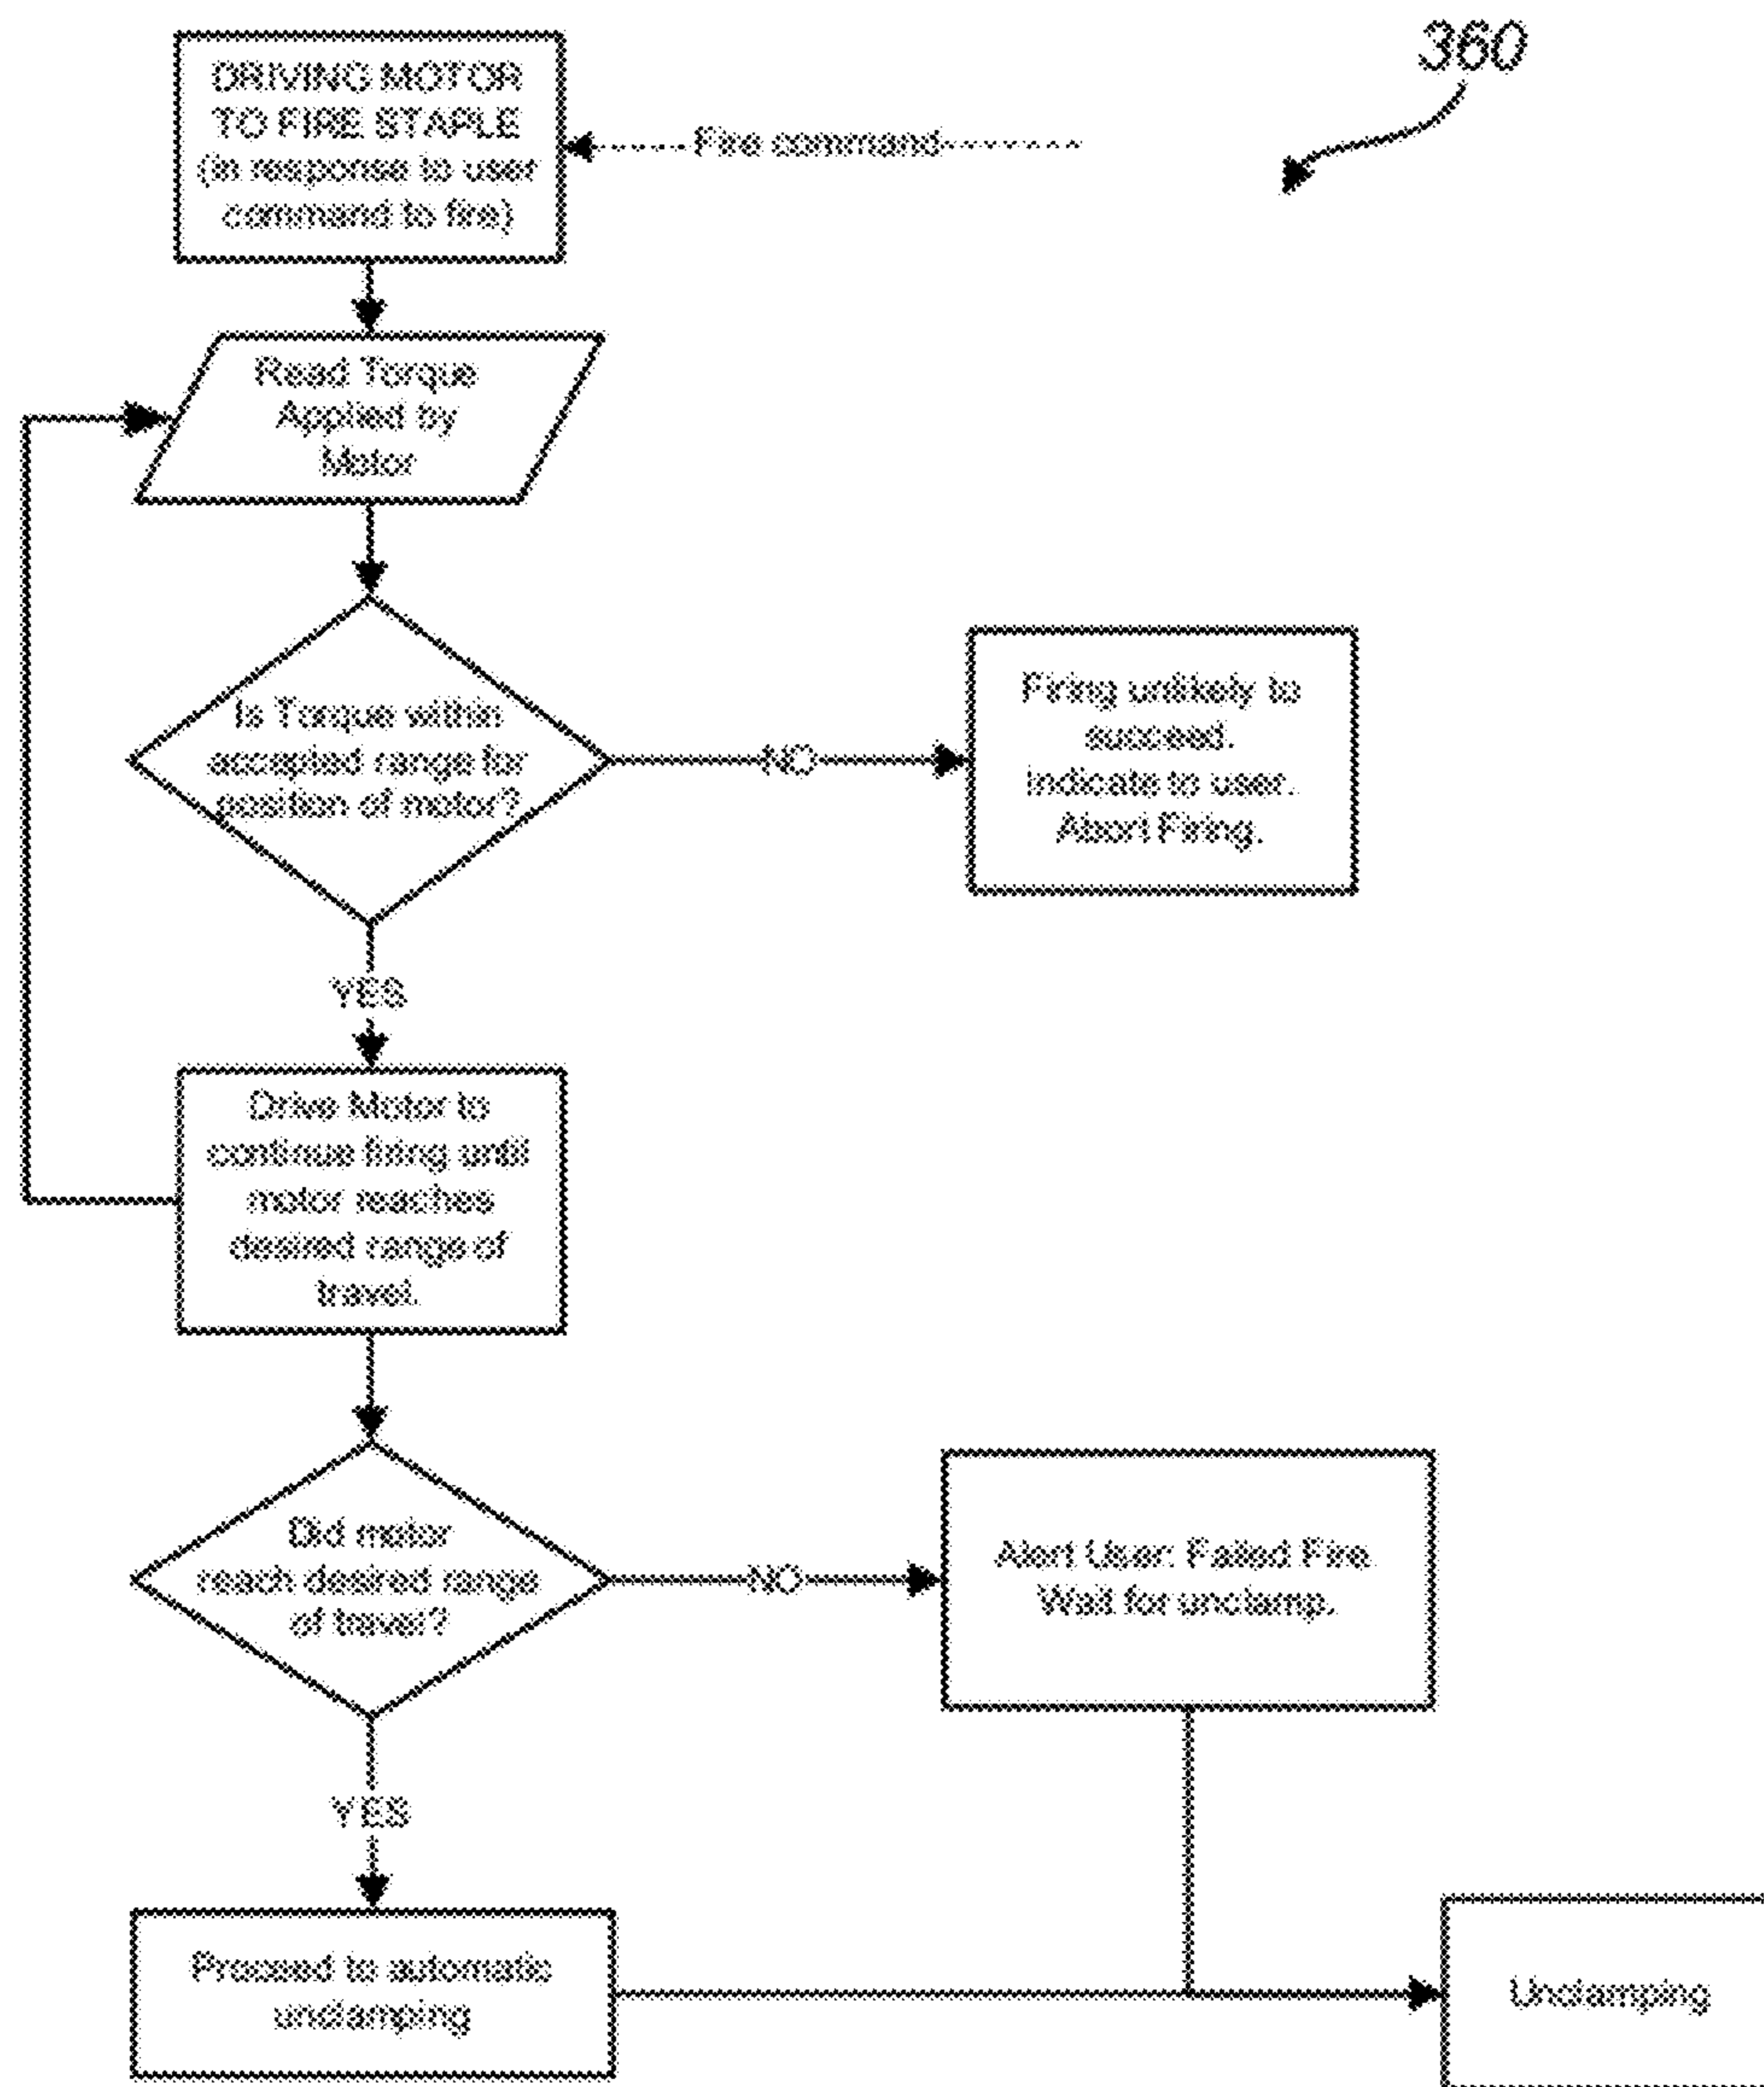 360
DRIVING MOTOR
TO FIRE STAPLE
(in response to user
command to fire)
Fire command
Read Torque
Applied by
Motor
Is Torque within
accepted range for
position of motor?
NO
Firing unlikely to
succeed.
Indicate to user.
Abort Firing.
YES
Drive Motor to
continue firing until
motor reaches
desired range of
travel.
Did motor
reach desired range
of travel?
NO
Alert User: Failed Fire
Wait for unclamp.
YES
Proceed to automatic
unclamping
Unclamping